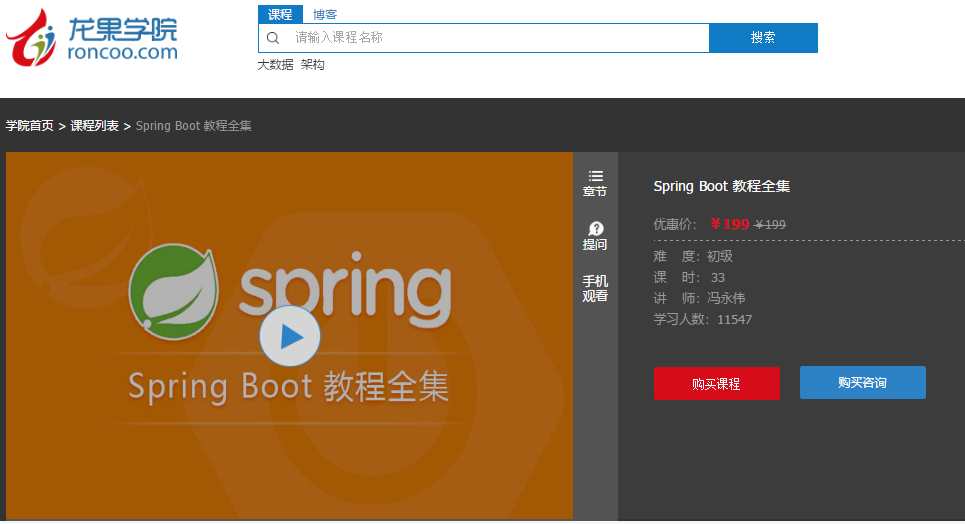 龙果学院
roncoo.com
课程 博客
请输入课程名称
搜索
大数据 架构
学院首页 > 课程列表 > Spring Boot 教程全集
spring
Spring Boot 教程全集
章节
提问
手机
观看
Spring Boot 教程全集
优惠价: ￥199 ￥199
难 度: 初级
课 时: 33
讲 师: 冯永伟
学习人数: 11547
购买课程
购买咨询